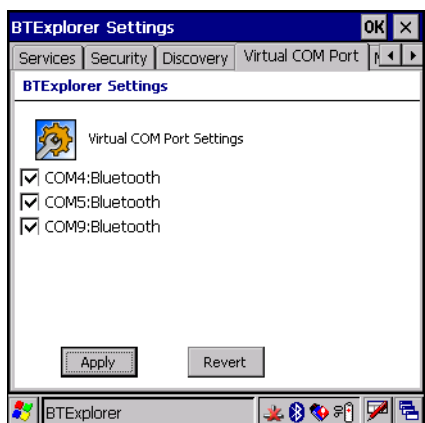 BTExplorer Settings OK ×
Services Security Discovery Virtual COM Port
BTExplorer Settings
Virtual COM Port Settings
COM4:Bluetooth
COM5:Bluetooth
COM9:Bluetooth
Apply Revert
BTExplorer